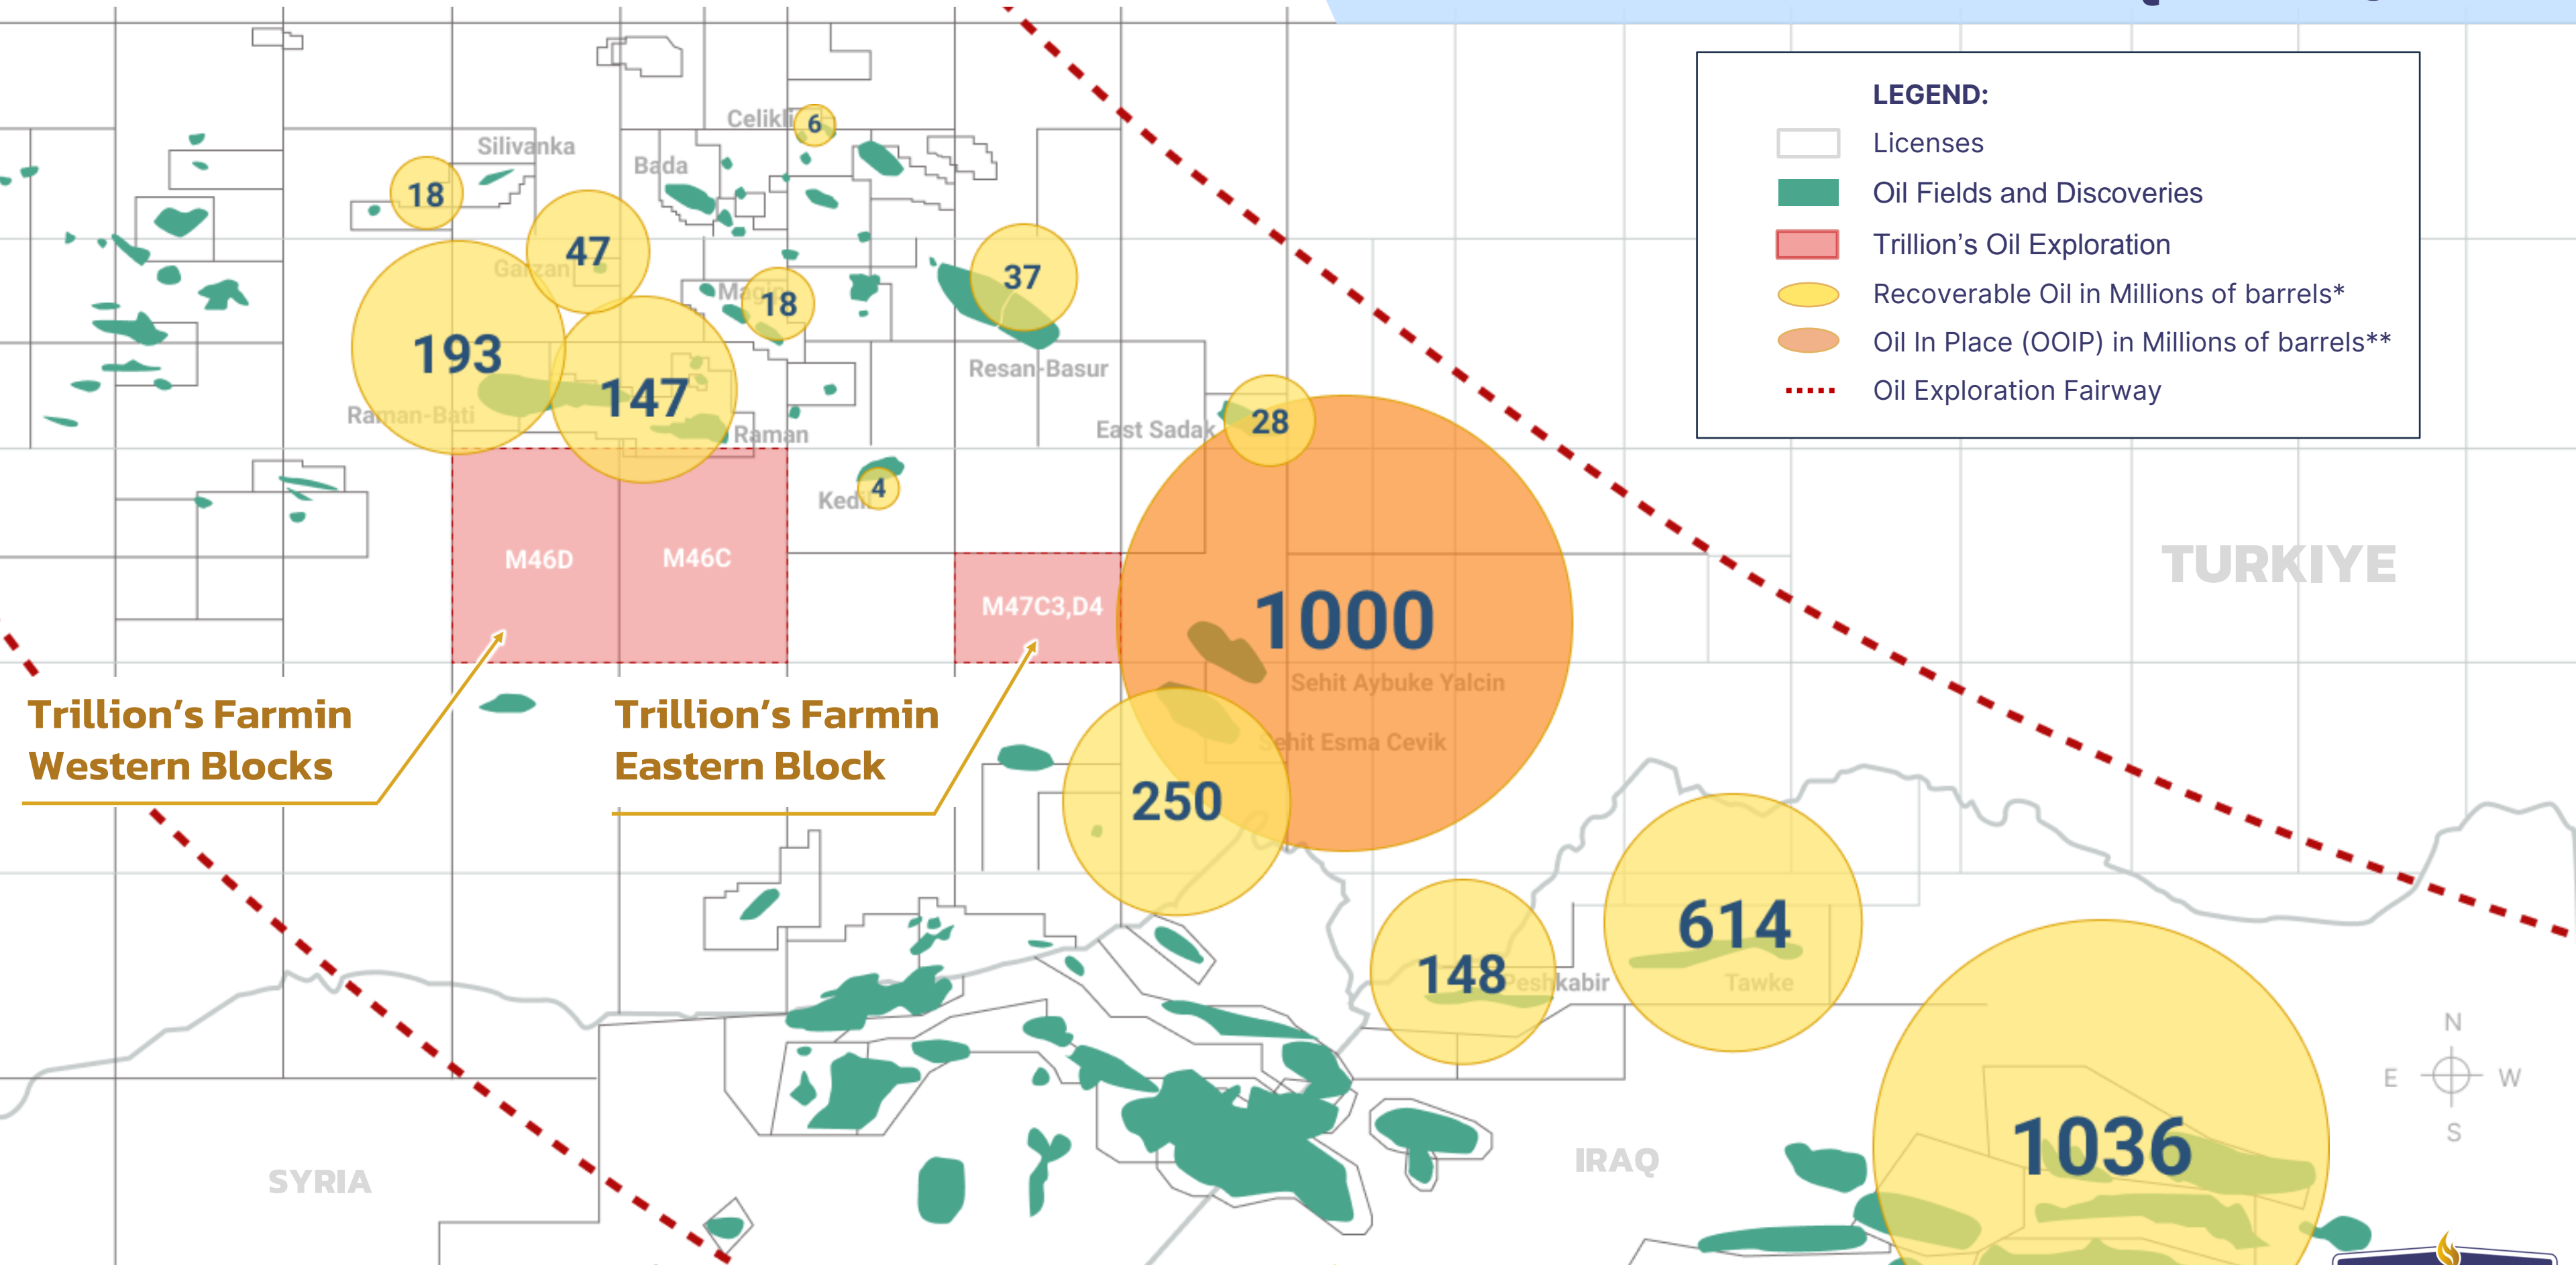 LEGEND:
Licenses
Oil Fields and Discoveries
Trillion's Oil Exploration
Recoverable Oil in Millions of barrels*
Oil In Place (OOIP) in Millions of barrels**
Oil Exploration Fairway
Celikli
6
Silivanka
Bada
18
47
Garzan
37
18
193
147
Resan-Basur
Raman-Bati
Raman
East Sadak
28
4
M46D
M46C
M47C3,D4
1000
TURKIYE
Sehit Aybuke Yalcin
Trillion's Farmin
Western Blocks
Trillion's Farmin
Eastern Block
Sehit Esma Cevik
250
614
148
Peshkabir
Tawke
N
E
W
S
1036
SYRIA
IRAQ